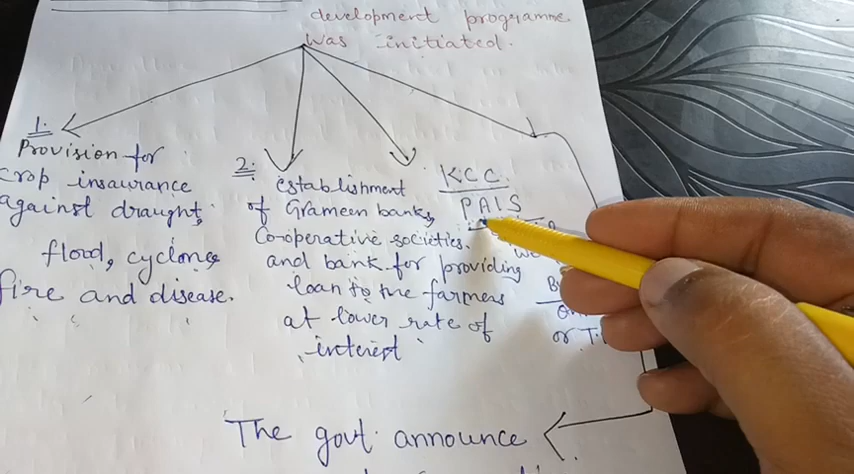 development programme
was initiated.
1.
Provision for
crop insaurance
against draught,
flood, cyclone,
fire and disease.
2.
establishment
of Grameen banks,
Co-operative societies.
and bank for providing
loan to the farmers
at lower rate of
interest
KCC.
PAIS
or T.
The govt. announce